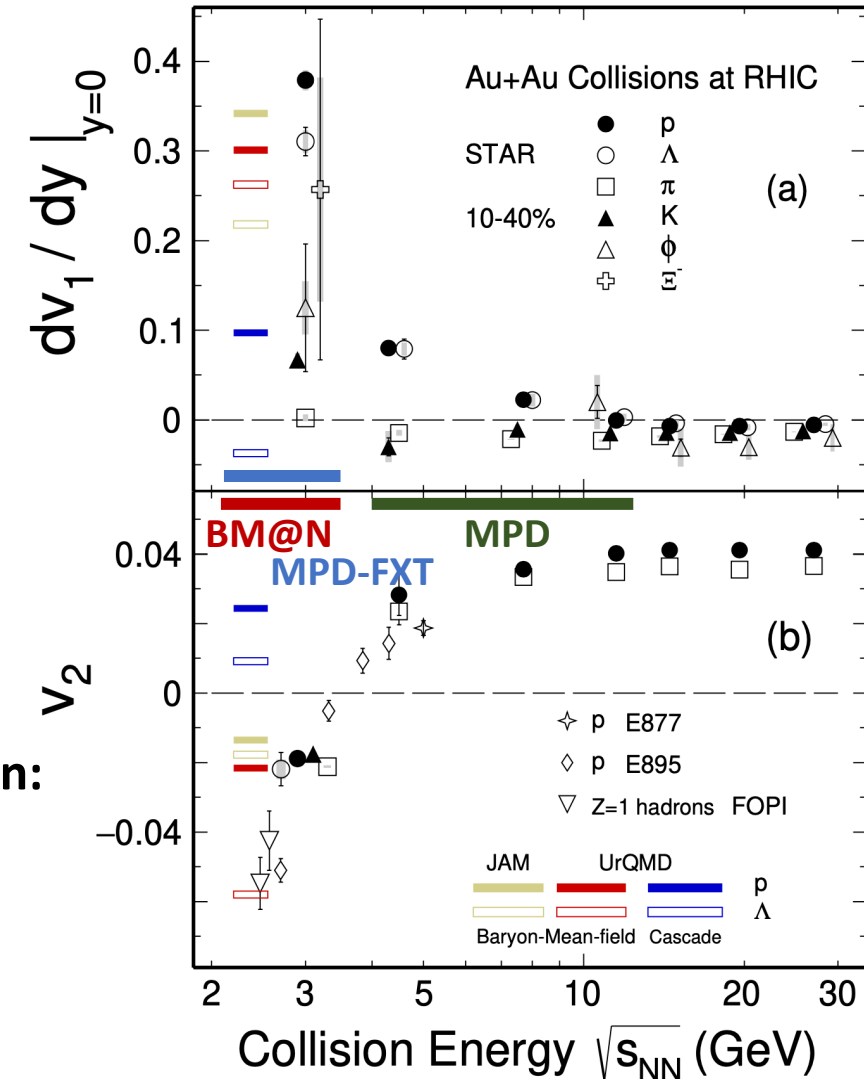 0.4
0.3
0.2
0.1
0
dv₁ / dy |y=0
Au+Au Collisions at RHIC
p
STAR
Λ
π
(a)
10-40%
K
ϕ
Ξ⁻
BM@N
MPD
MPD-FXT
0.04
0
−0.04
v₂
n:
(b)
p E877
p E895
Z=1 hadrons FOPI
JAM UrQMD
p
Λ
Baryon-Mean-field Cascade
2 3 4 5 10 20 30
Collision Energy √sNN (GeV)